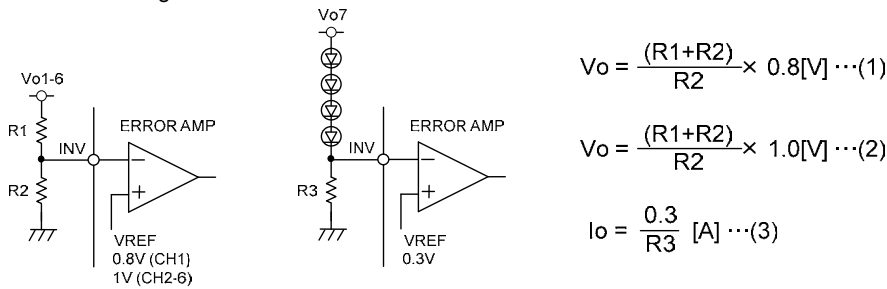 Vo1-6
R1
INV
R2
ERROR AMP
VREF
0.8V (CH1)
1V (CH2-6)
Vo7
INV
R3
ERROR AMP
VREF
0.3V
Vo = (R1+R2) / R2 × 0.8[V] ···(1)
Vo = (R1+R2) / R2 × 1.0[V] ···(2)
Io = 0.3 / R3 [A] ···(3)